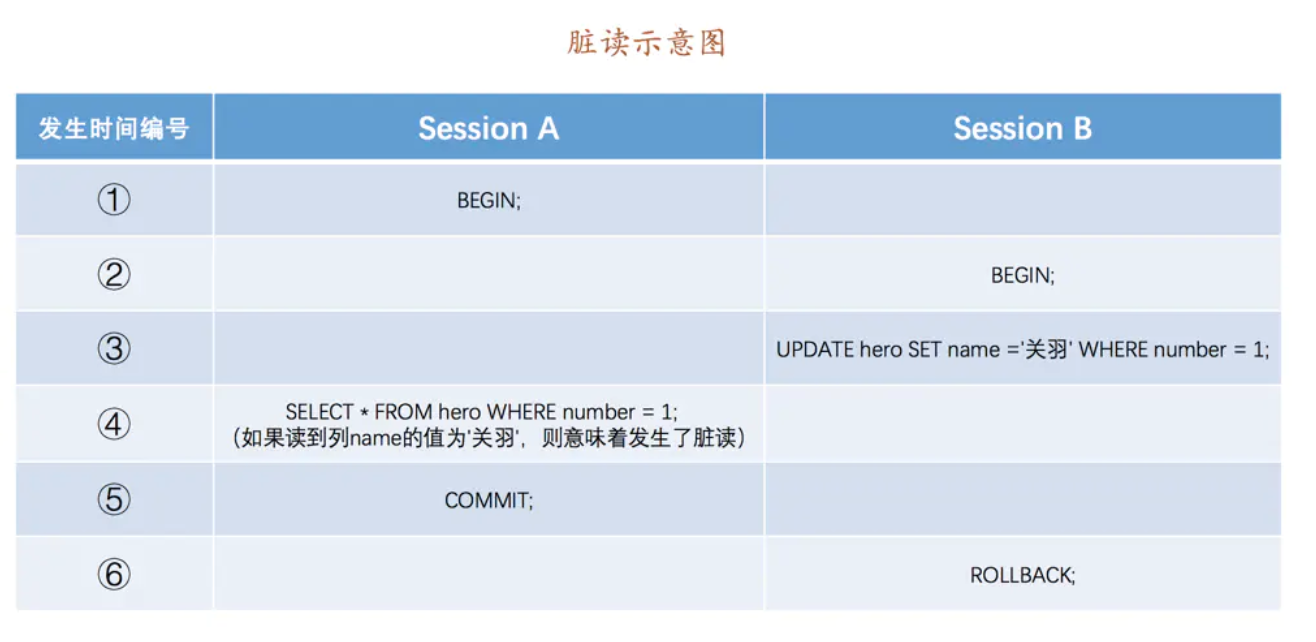 脏读示意图
发生时间编号 Session A Session B
① BEGIN;
② BEGIN;
③ UPDATE hero SET name ='关羽' WHERE number = 1;
④ SELECT * FROM hero WHERE number = 1;
（如果读到列name的值为'关羽'，则意味着发生了脏读）
⑤ COMMIT;
⑥ ROLLBACK;